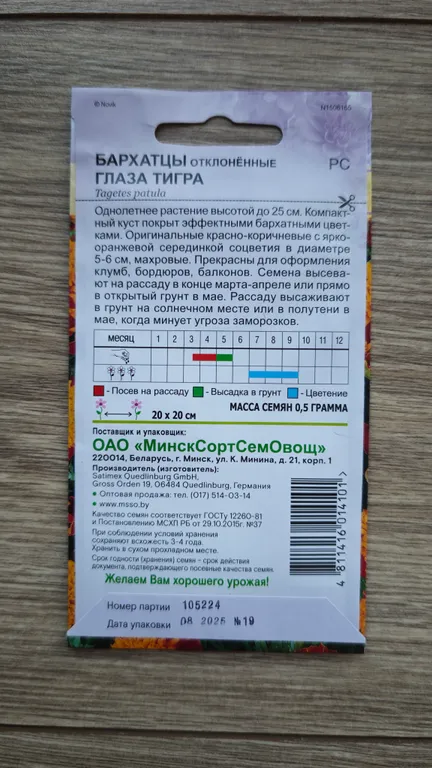 © Novik
N1608165
БАРХАТЦЫ ОТКЛОНЁННЫЕ РС
ГЛАЗА ТИГРА
Tagetes patula
Однолетнее растение высотой до 25 см. Компакт-
ный куст покрыт эффектными бархатными цвет-
ками. Оригинальные красно-коричневые с ярко-
оранжевой серединкой соцветия в диаметре
5-6 см, махровые. Прекрасны для оформления
клумб, бордюров, балконов. Семена высева-
ют на рассаду в конце марта-апреле или прямо
в открытый грунт в мае. Рассаду высаживают
в грунт на солнечном месте или в полутени в
мае, когда минует угроза заморозков.
месяц 1 2 3 4 5 6 7 8 9 10 11 12
- Посев на рассаду - Высадка в грунт - Цветение
20 x 20 см МАССА СЕМЯН 0,5 ГРАММА
Поставщик и упаковщик:
ОАО «МинскСортСемОвощ»
220014, Беларусь, г. Минск, ул. К. Минина, д. 21, корп. 1
Производитель (изготовитель):
Satimex Quedlinburg GmbH,
Gross Orden 19, 06484 Quedlinburg, Германия
• Оптовая продажа: тел. (017) 514-03-14
• www.msso.by
Качество семян соответствует ГОСТу 12260-81
и Постановлению МСХП РБ от 29.10.2015г. №37
При соблюдении условий хранения
сохраняют всхожесть 3-4 года.
Хранить в сухом прохладном месте.
Срок годности (хранения) семян - срок действия
документа, подтверждающего посевные качества семян.
Желаем Вам хорошего урожая!
4 811416 014101 >
Номер партии 105224
Дата упаковки 08 2025 №19